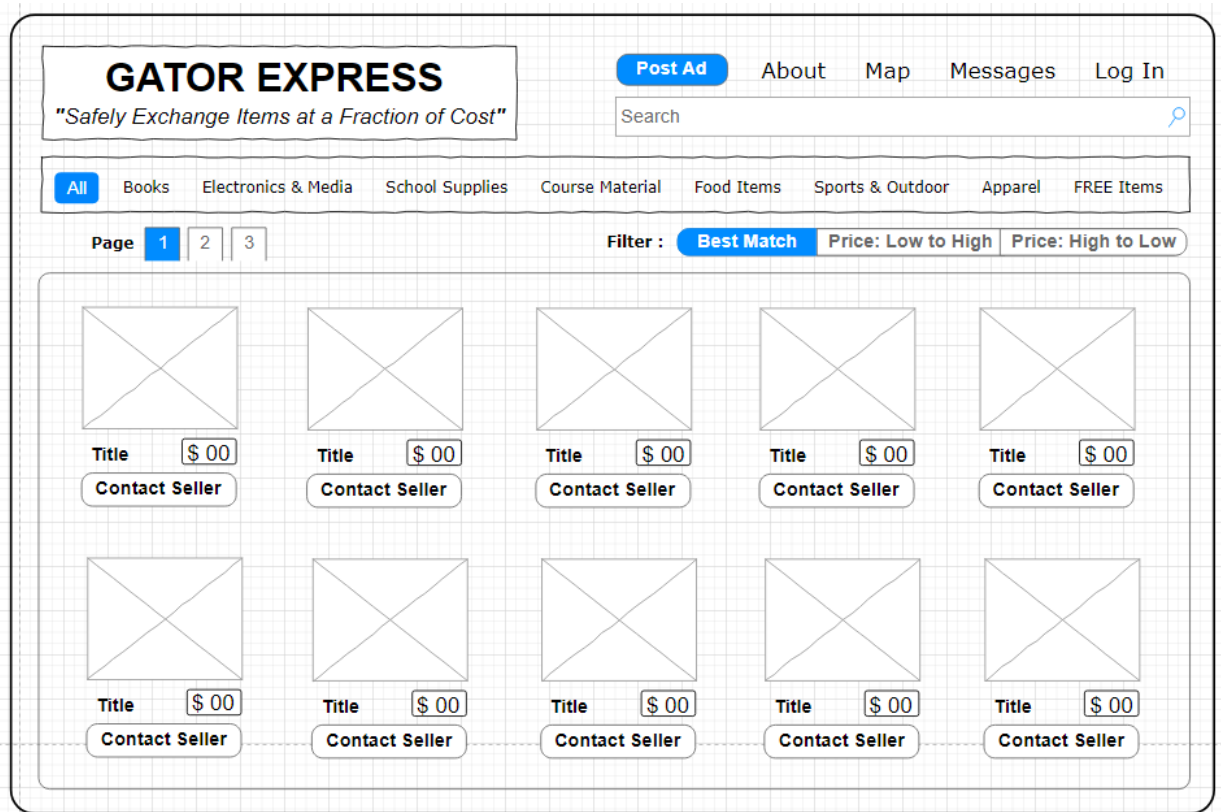 GATOR EXPRESS
"Safely Exchange Items at a Fraction of Cost"
Post Ad About Map Messages Log In
Search
All Books Electronics & Media School Supplies Course Material Food Items Sports & Outdoor Apparel FREE Items
Page 1 2 3 Filter : Best Match Price: Low to High Price: High to Low
Title $ 00 Title $ 00 Title $ 00 Title $ 00 Title $ 00
Contact Seller Contact Seller Contact Seller Contact Seller Contact Seller
Title $ 00 Title $ 00 Title $ 00 Title $ 00 Title $ 00
Contact Seller Contact Seller Contact Seller Contact Seller Contact Seller